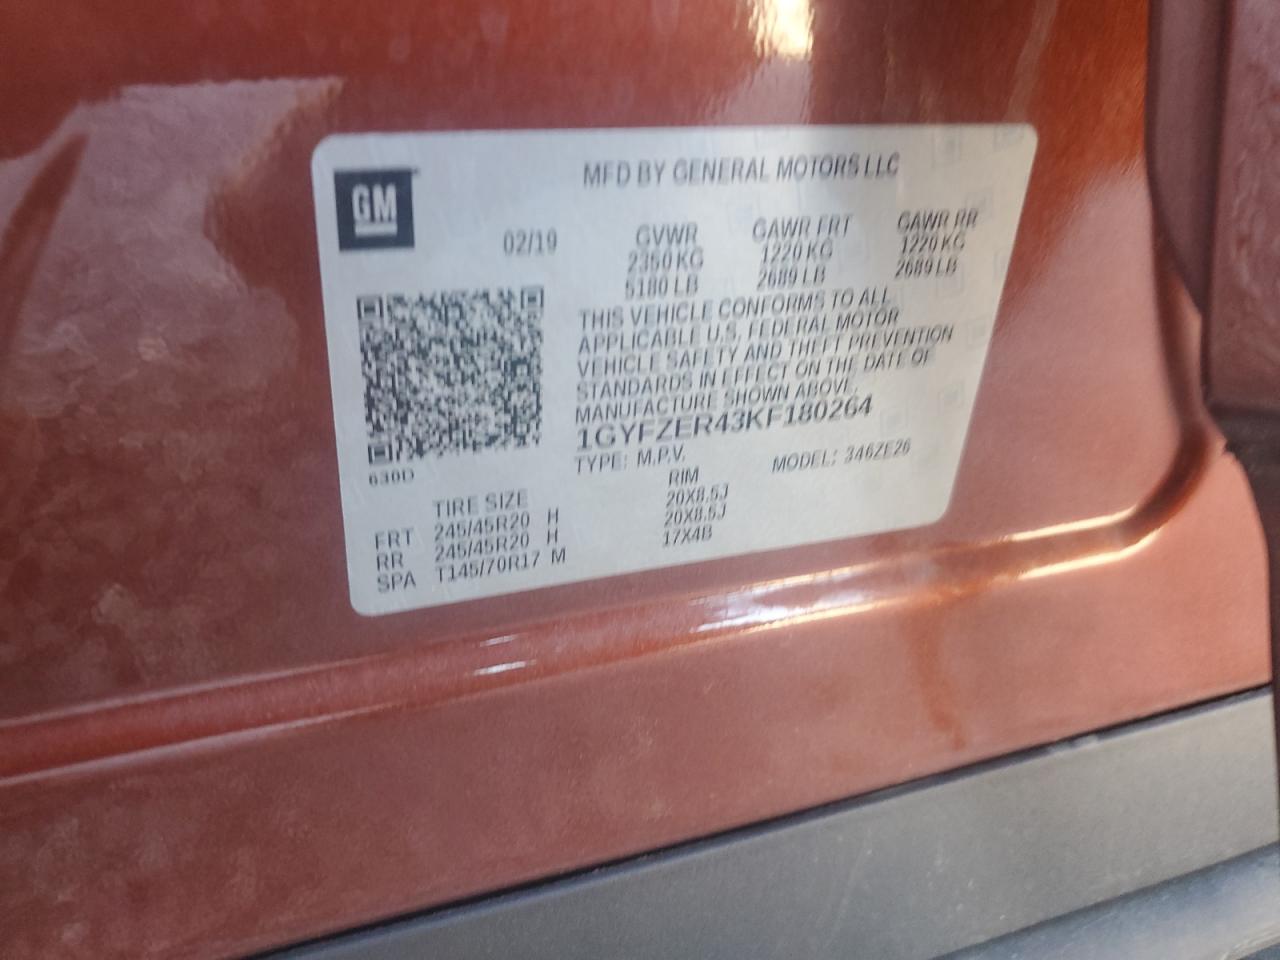 GM
MFD BY GENERAL MOTORS LLC
02/19
GVWR GAWR FRT GAWR RR
2350 KG 1220 KG 1220 KG
5180 LB 2689 LB 2689 LB
THIS VEHICLE CONFORMS TO ALL
APPLICABLE U.S. FEDERAL MOTOR
VEHICLE SAFETY AND THEFT PREVENTION
STANDARDS IN EFFECT ON THE DATE OF
MANUFACTURE SHOWN ABOVE.
1GYFZER43KF180264
TYPE: M.P.V. MODEL: 346ZE26
630D
TIRE SIZE RIM
FRT 245/45R20 H 20X8.5J
RR 245/45R20 H 20X8.5J
SPA T145/70R17 M 17X4B